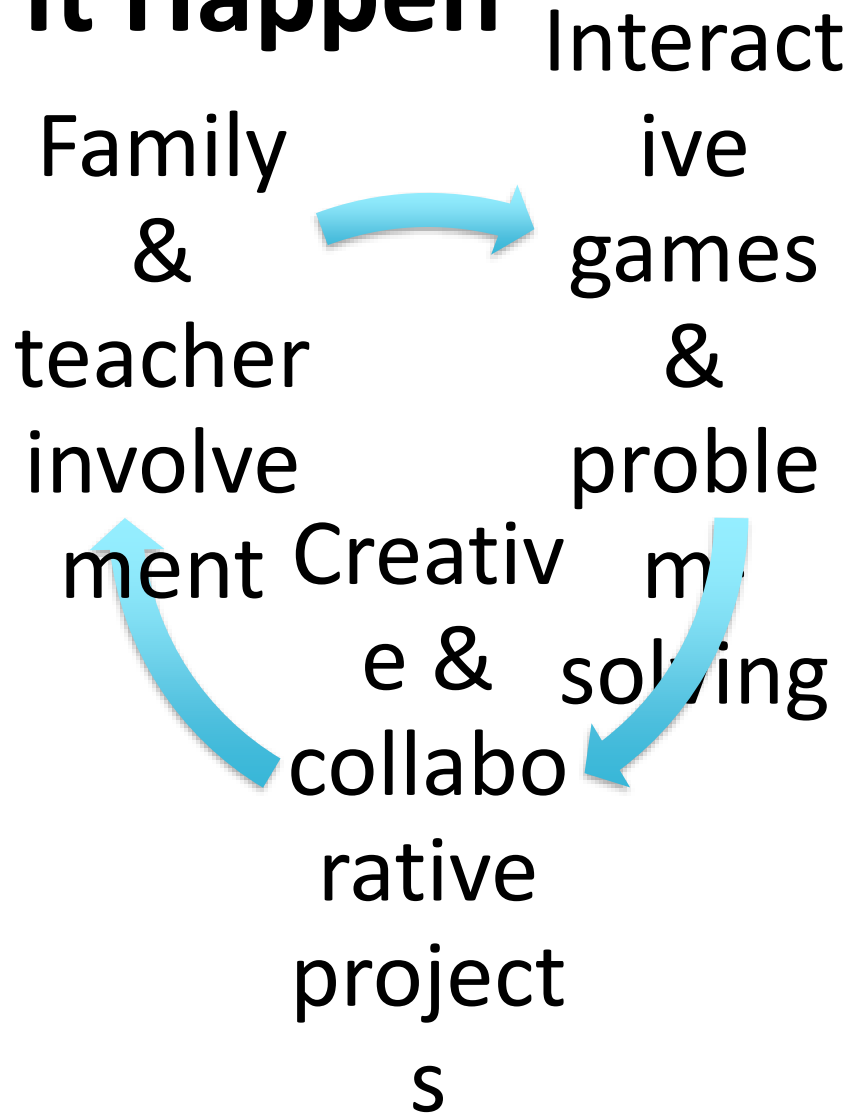 It Happen
Family
&
teacher
involve
ment
Interact
ive
games
&
proble
m-
solving
Creativ
e &
collabo
rative
project
s